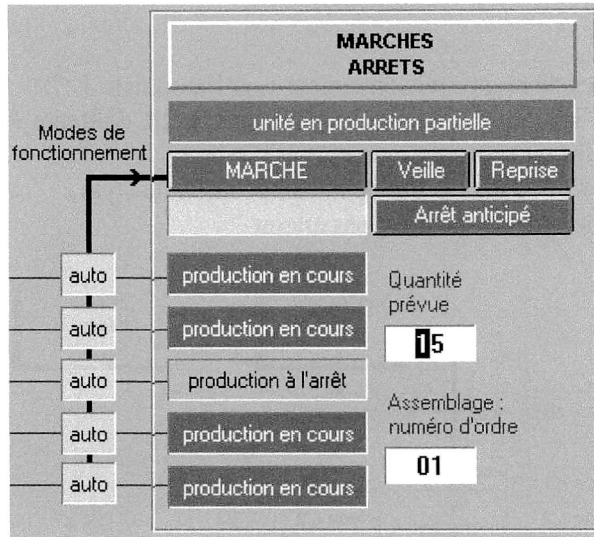 MARCHES
ARRETS
unité en production partielle
Modes de
fonctionnement
MARCHE
Veille
Reprise
Arrêt anticipé
auto
production en cours
Quantité
prévue
auto
production en cours
15
auto
production à l'arrêt
Assemblage :
numéro d'ordre
auto
production en cours
01
auto
production en cours